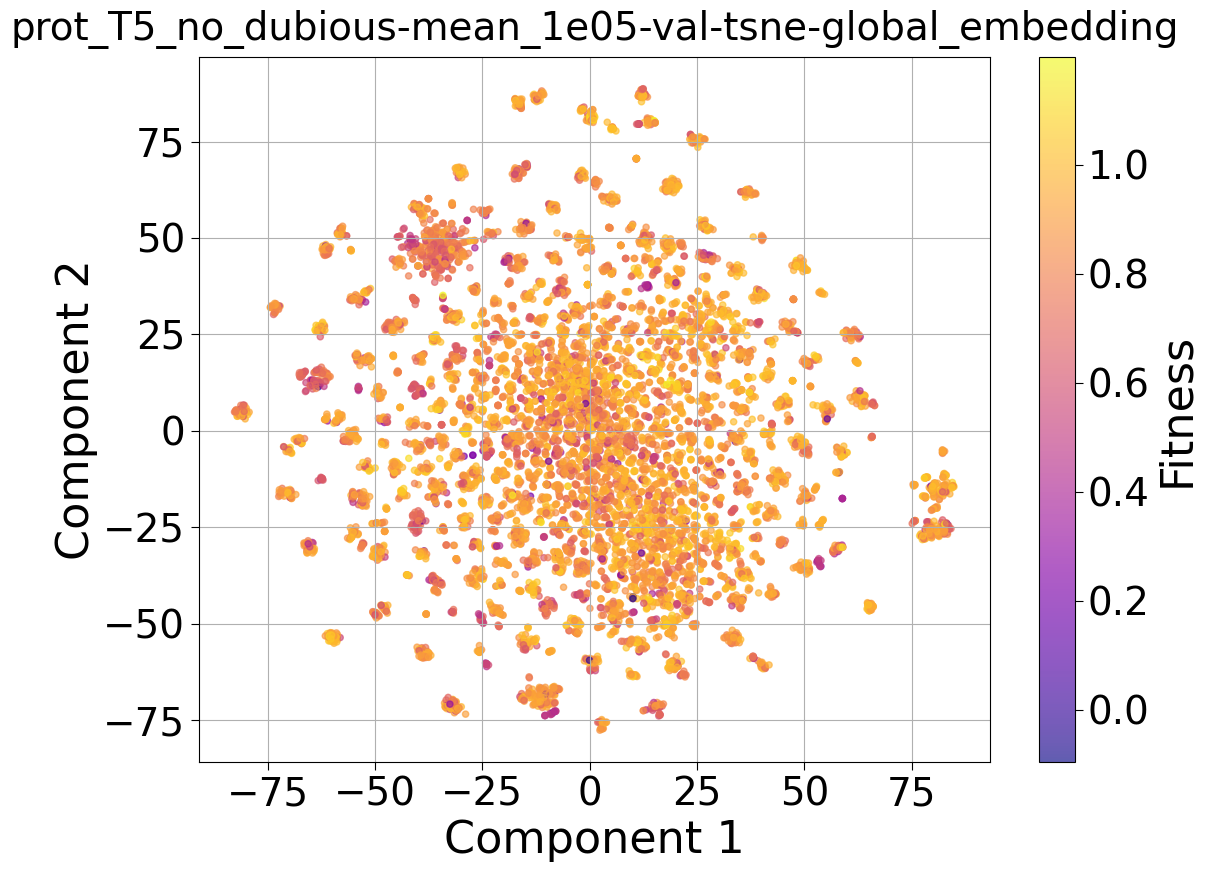 prot_T5_no_dubious-mean_1e05-val-tsne-global_embedding
75
50
25
0
−25
−50
−75
Component 2
−75 −50 −25 0 25 50 75
Component 1
1.0
0.8
0.6
0.4
0.2
0.0
Fitness